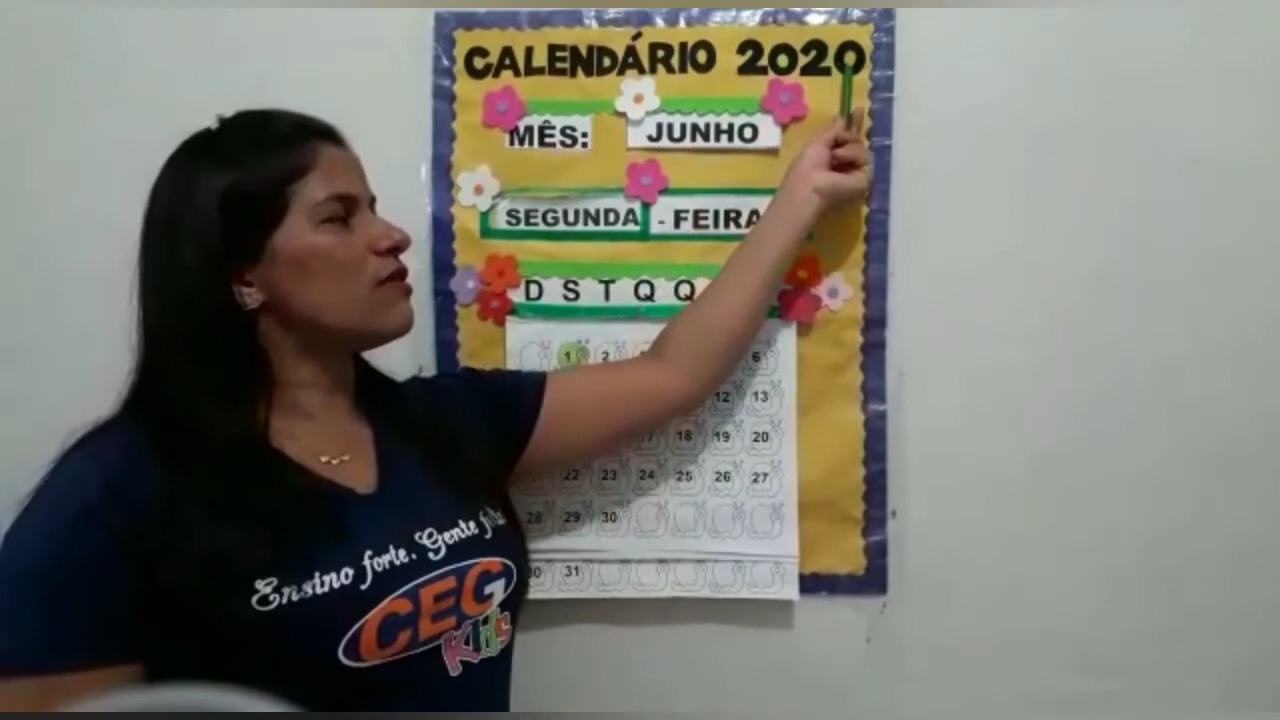 CALENDÁRIO 2020
MÊS: JUNHO
SEGUNDA - FEIRA
D S T Q Q
1 2 6
12 13
17 18 19 20
22 23 24 25 26 27
28 29 30
30 31
Ensino forte. Gente
CEG
Kids